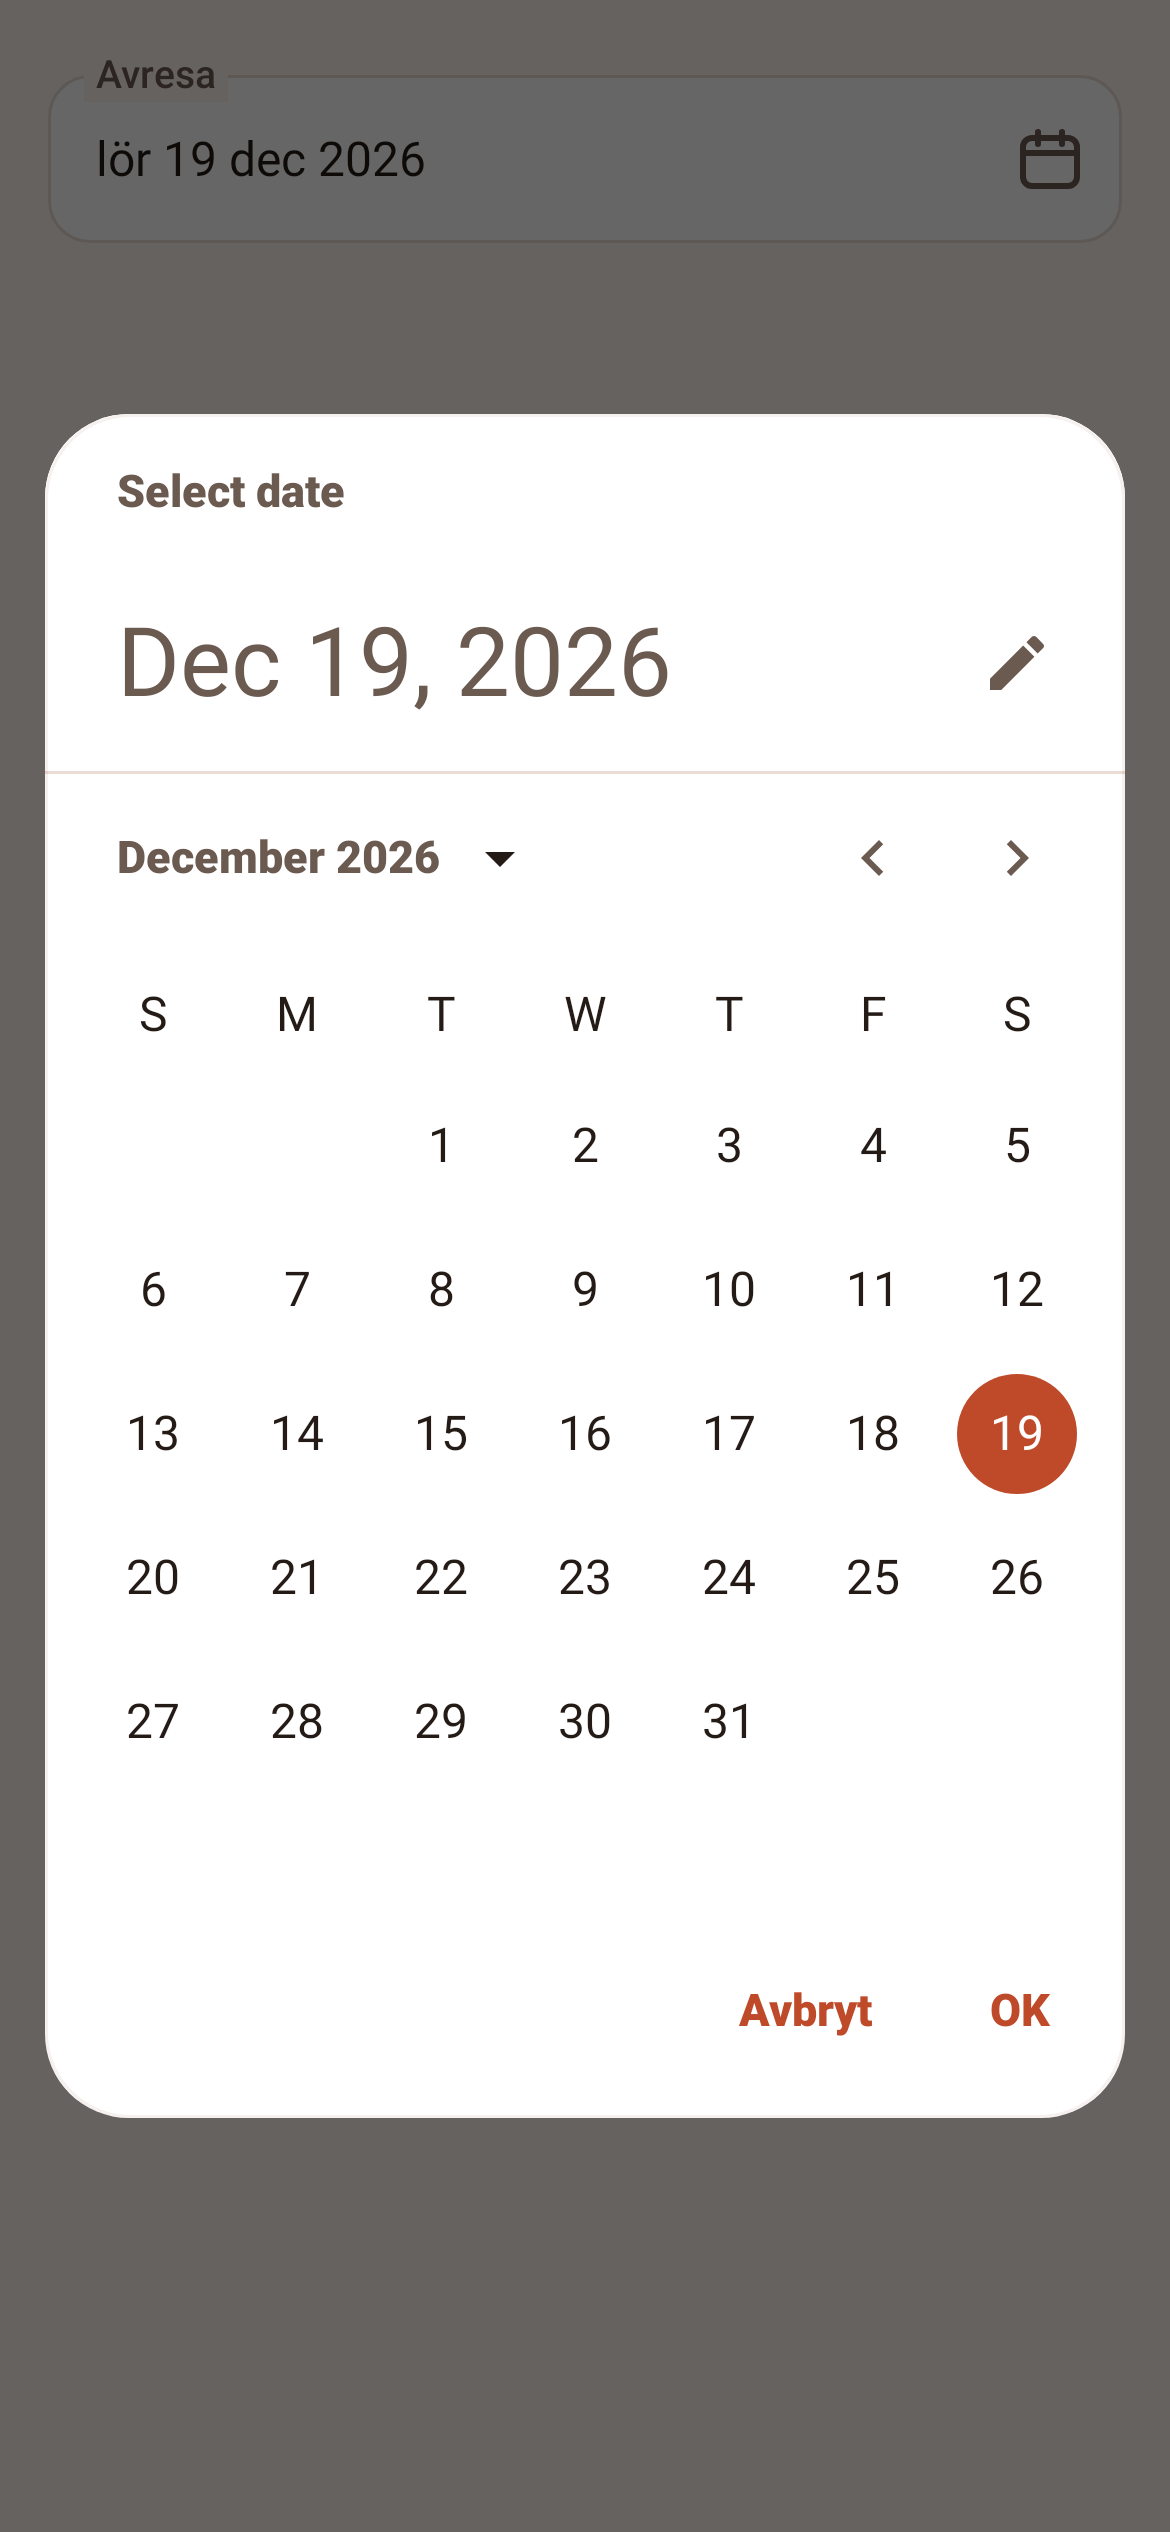 Avresa
lör 19 dec 2026
Select date
Dec 19, 2026
December 2026
S M T W T F S
1 2 3 4 5
6 7 8 9 10 11 12
13 14 15 16 17 18 19
20 21 22 23 24 25 26
27 28 29 30 31
Avbryt OK